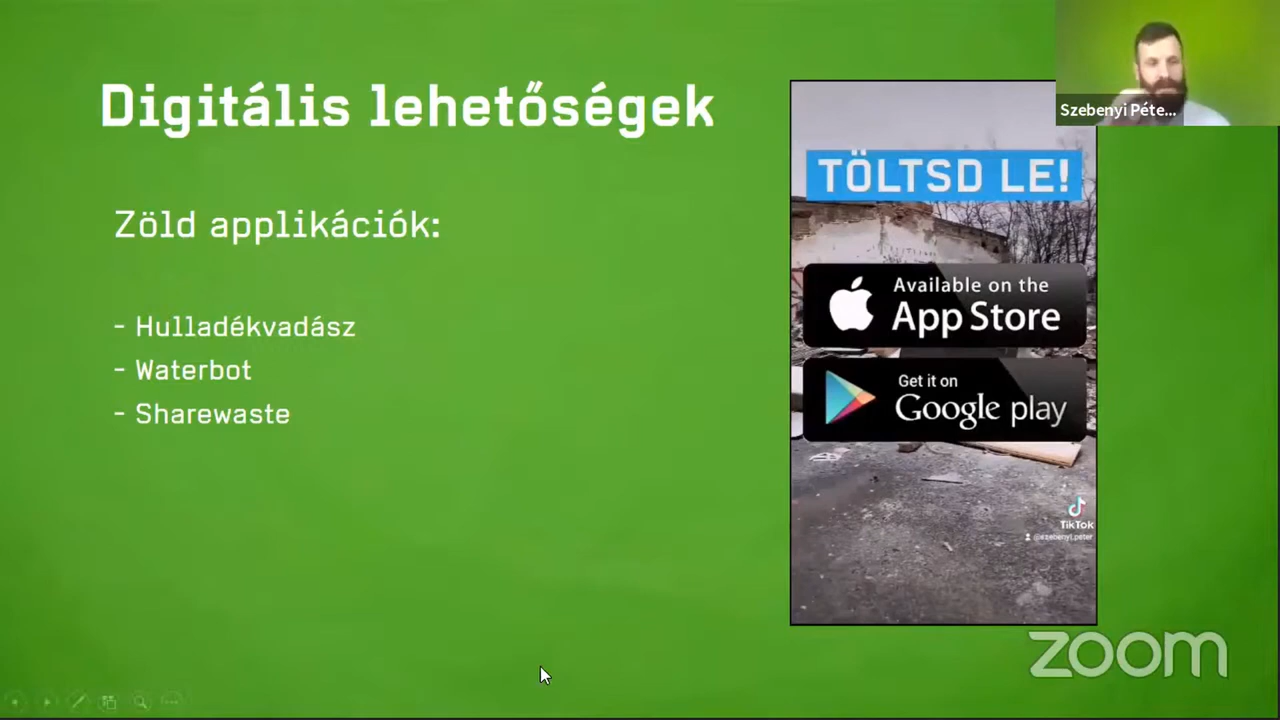 Digitális lehetőségek
Zöld applikációk:
- Hulladékvadász
- Waterbot
- Sharewaste
Szebenyi Péte...
TÖLTSD LE!
Available on the
App Store
Get it on
Google play
TikTok
@szebenyi.peter
zoom